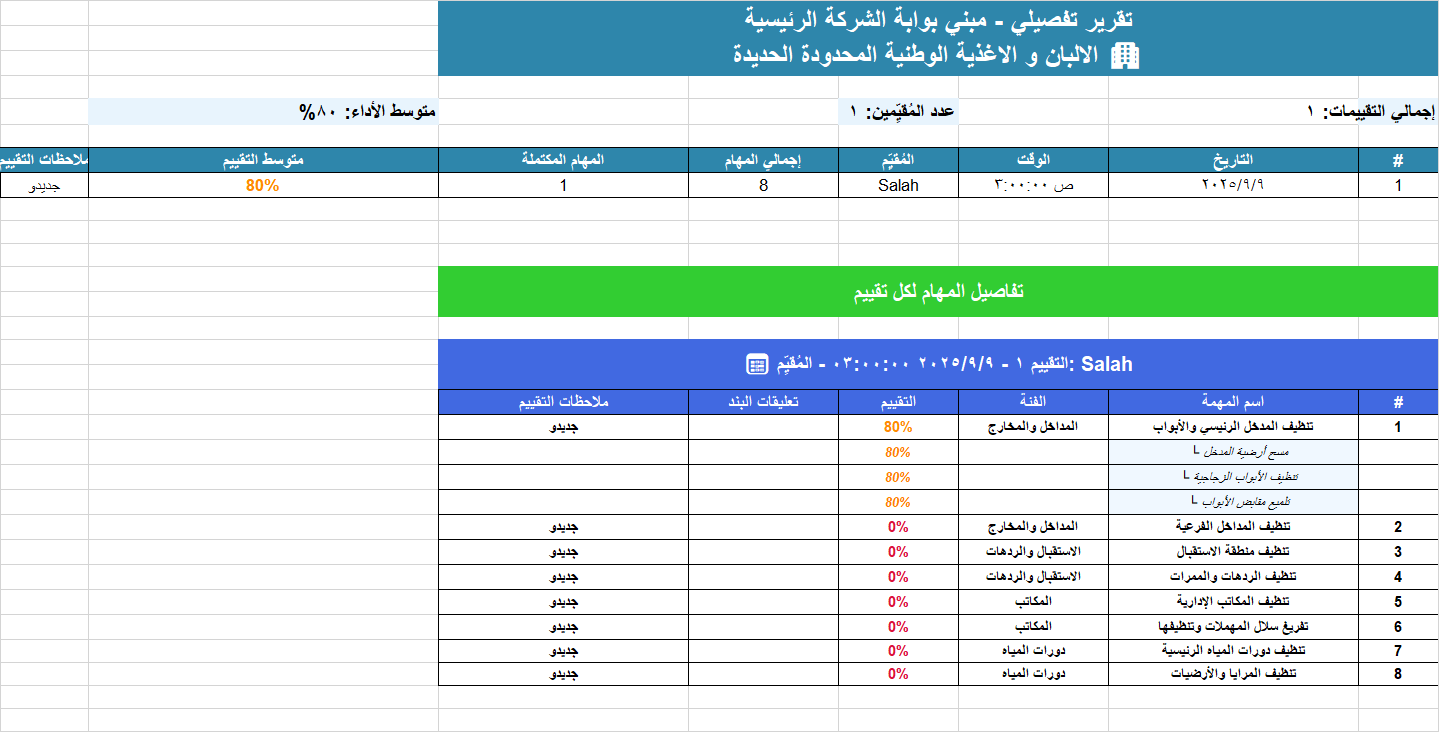 تقرير تفصيلي - مبني بوابة الشركة الرئيسية
الالبان و الاغذية الوطنية المحدودة الحديدة
إجمالي التقييمات: ١ عدد المُقيِّمين: ١ متوسط الأداء: ٨٠%
# التاريخ الوقت المُقيِّم إجمالي المهام المهام المكتملة متوسط التقييم ملاحظات التقييم
1 ٢٠٢٥/٩/٩ ٣:٠٠:٠٠ ص Salah 8 1 80% جديدو
تفاصيل المهام لكل تقييم
التقييم ١ - ٢٠٢٥/٩/٩ ٠٣:٠٠:٠٠ - المُقيِّم: Salah
# اسم المهمة الفئة التقييم تعليقات البند ملاحظات التقييم
1 تنظيف المدخل الرئيسي والأبواب المداخل والمخارج 80% جديدو
مسح أرضية المدخل └ 80%
تنظيف الأبواب الزجاجية └ 80%
تلميع مقابض الأبواب └ 80%
2 تنظيف المداخل الفرعية المداخل والمخارج 0% جديدو
3 تنظيف منطقة الاستقبال الاستقبال والردهات 0% جديدو
4 تنظيف الردهات والممرات الاستقبال والردهات 0% جديدو
5 تنظيف المكاتب الإدارية المكاتب 0% جديدو
6 تفريغ سلال المهملات وتنظيفها المكاتب 0% جديدو
7 تنظيف دورات المياه الرئيسية دورات المياه 0% جديدو
8 تنظيف المرايا والأرضيات دورات المياه 0% جديدو